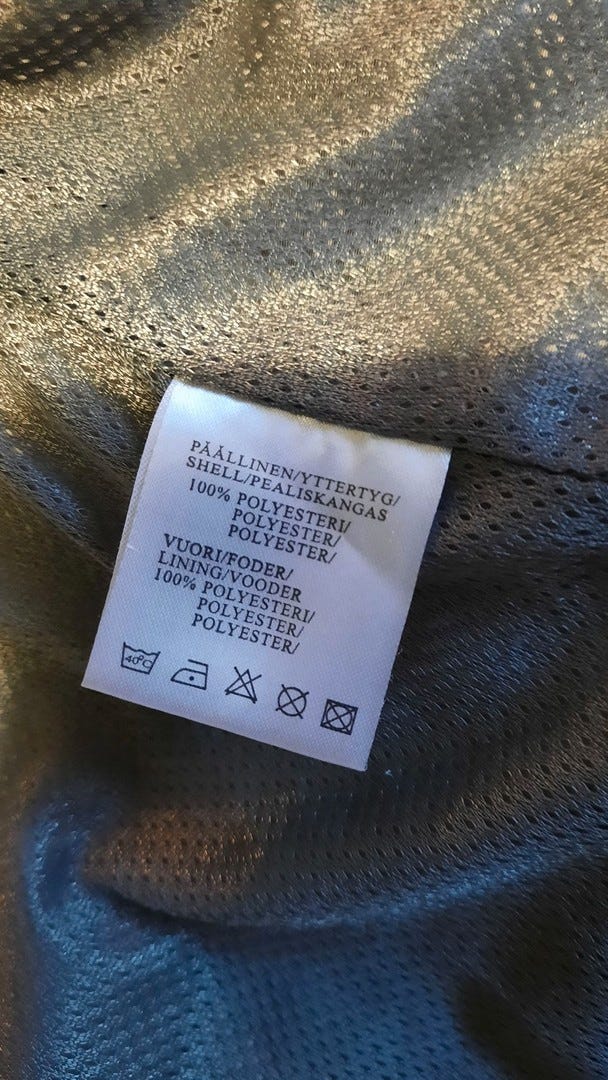 PÄÄLLINEN/YTTERTYG/
SHELL/PEALISKANGAS
100% POLYESTERI/
POLYESTER/
POLYESTER/
VUORI/FODER/
LINING/VOODER
100% POLYESTERI/
POLYESTER/
POLYESTER/
40°C